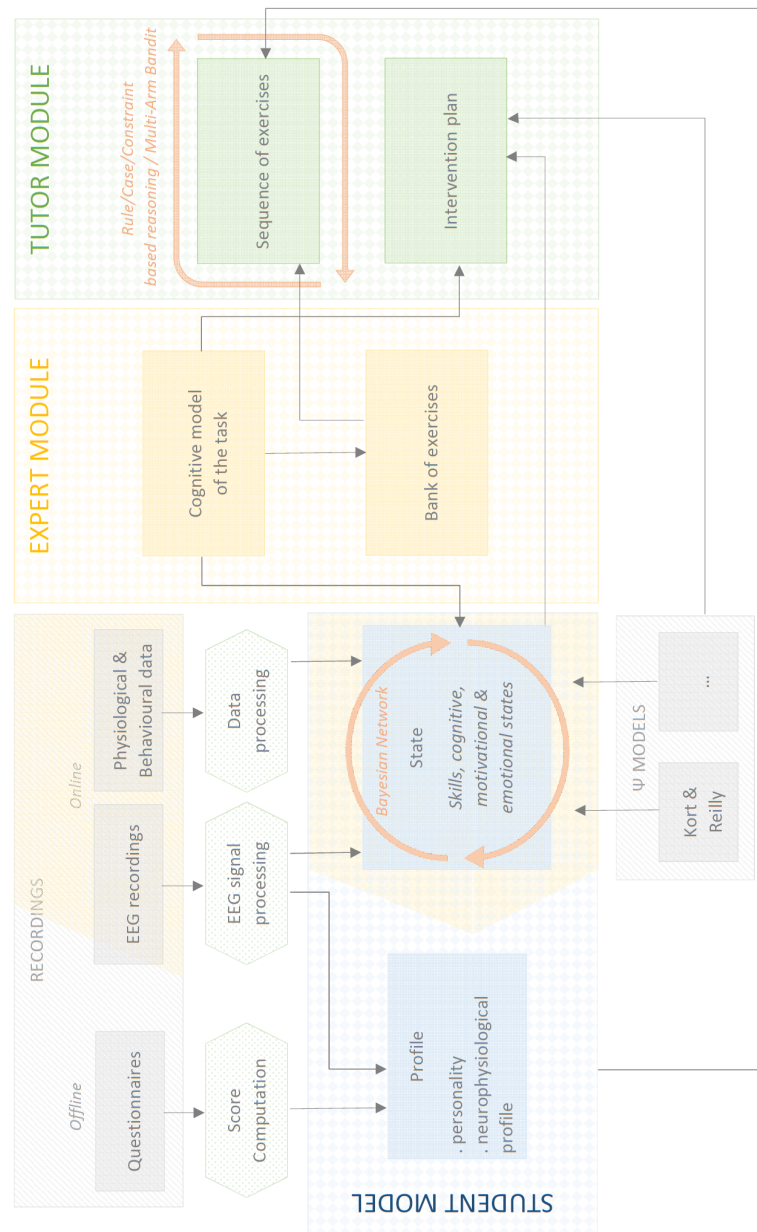 RECORDINGS
Offline
Online
Questionnaires
EEG recordings
Physiological &
Behavioural data
Score
Computation
EEG signal
processing
Data
processing
STUDENT MODEL
Profile
. personality
. neurophysiological
profile
Bayesian Network
State
Skills, cognitive,
motivational &
emotional states
Ψ MODELS
Kort &
Reilly
...
EXPERT MODULE
Cognitive model
of the task
Bank of exercises
TUTOR MODULE
Rule/Case/Constraint
based reasoning / Multi-Arm Bandit
Sequence of exercises
Intervention plan